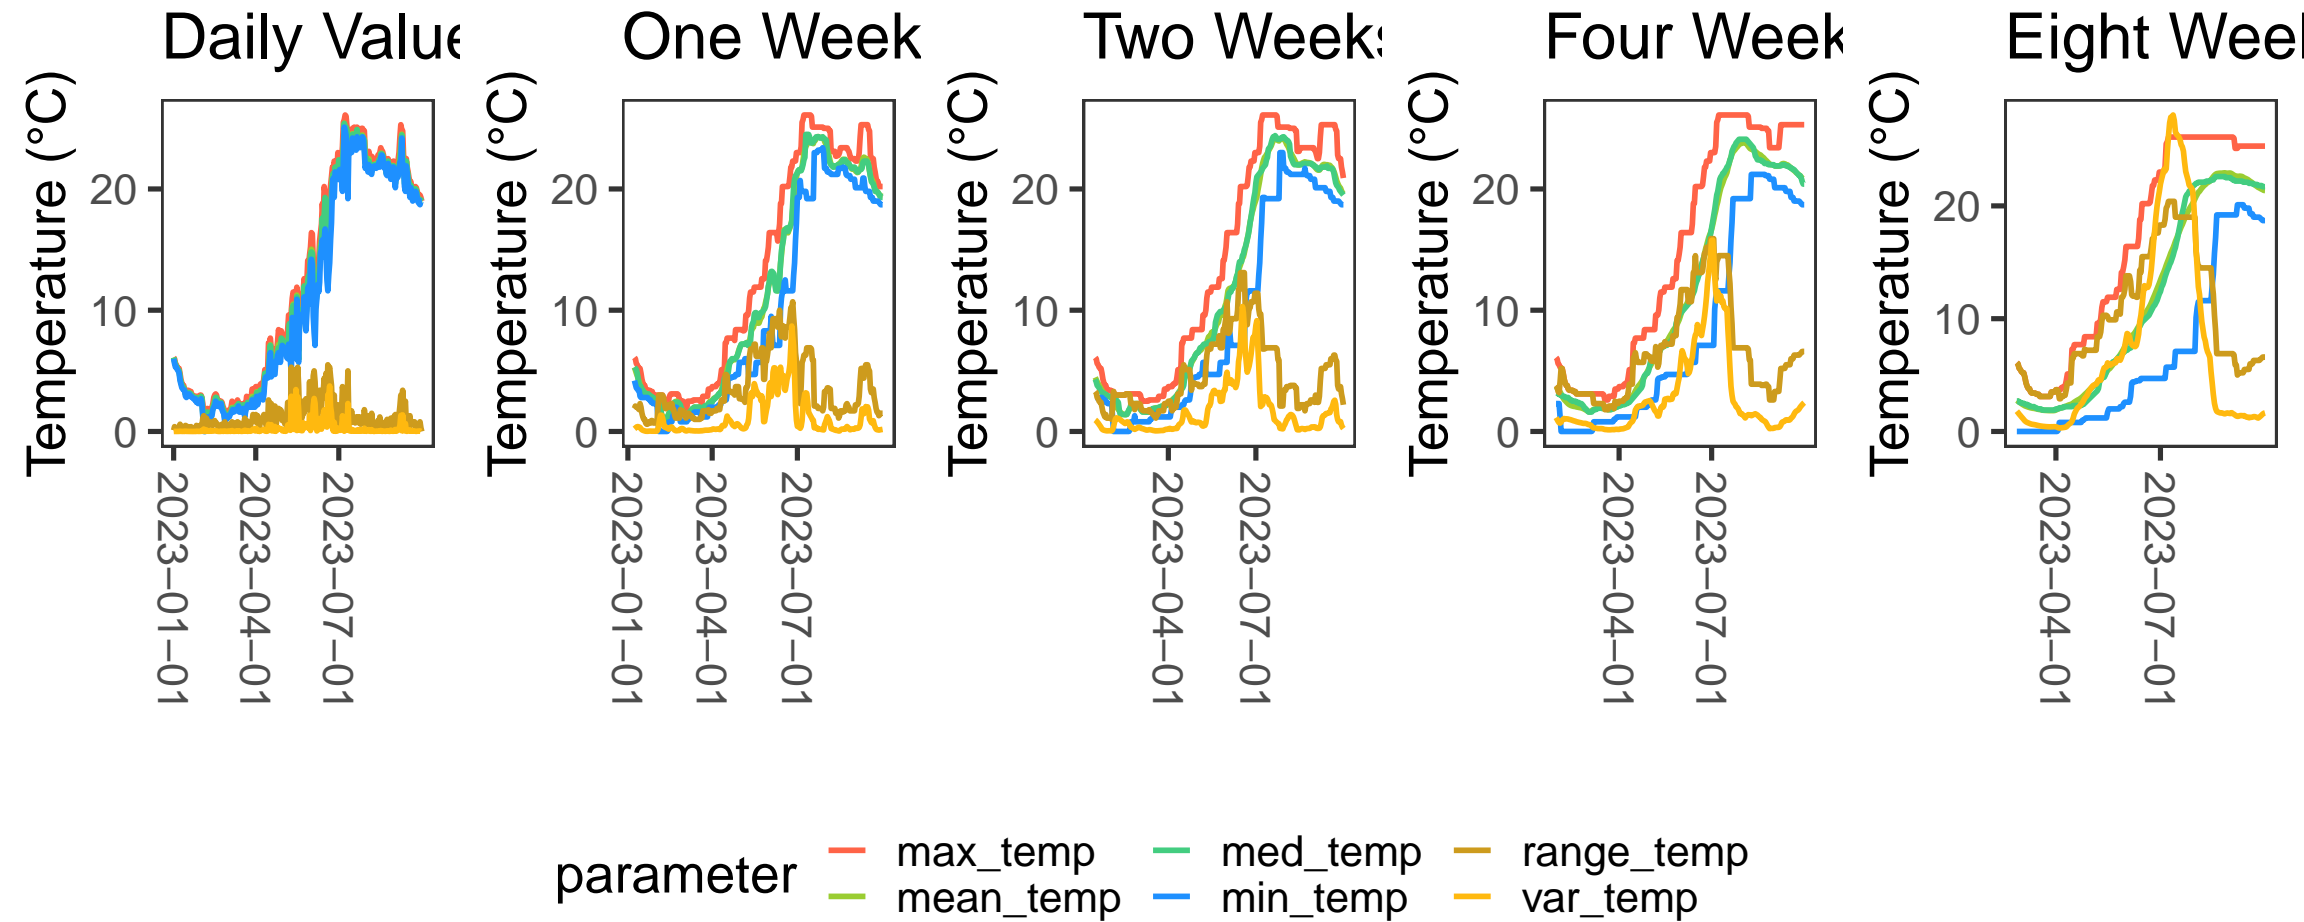 Daily Value
One Week
Two Weeks
Four Week
Eight Weel
Temperature (°C)
20
10
0
2023−01−01
2023−04−01
2023−07−01
Temperature (°C)
20
10
0
2023−01−01
2023−04−01
2023−07−01
Temperature (°C)
20
10
0
2023−04−01
2023−07−01
Temperature (°C)
20
10
0
2023−04−01
2023−07−01
Temperature (°C)
20
10
0
2023−04−01
2023−07−01
parameter
max_temp
mean_temp
med_temp
min_temp
range_temp
var_temp